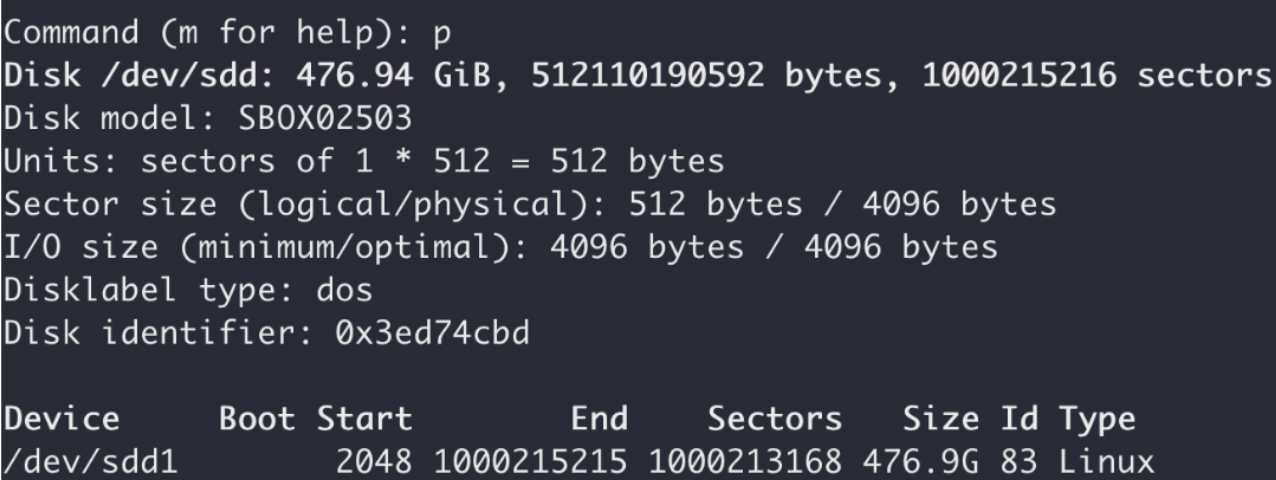 Command (m for help): p
Disk /dev/sdd: 476.94 GiB, 512110190592 bytes, 1000215216 sectors
Disk model: SBOX02503
Units: sectors of 1 * 512 = 512 bytes
Sector size (logical/physical): 512 bytes / 4096 bytes
I/O size (minimum/optimal): 4096 bytes / 4096 bytes
Disklabel type: dos
Disk identifier: 0x3ed74cbd

Device     Boot Start        End    Sectors   Size Id Type
/dev/sdd1        2048 1000215215 1000213168 476.9G 83 Linux